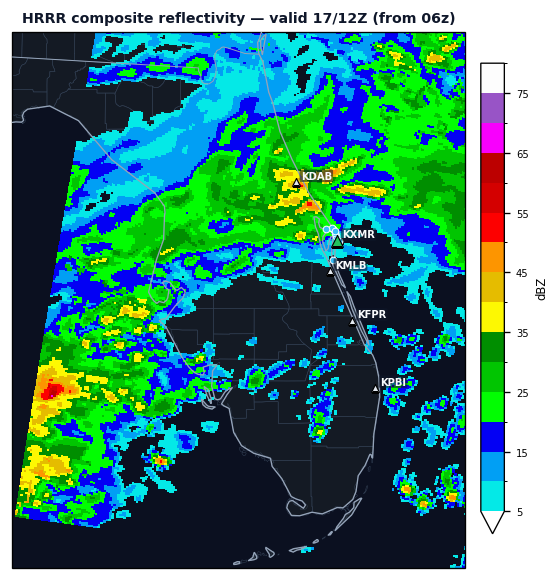 HRRR composite reflectivity — valid 17/12Z (from 06z)
KDAB
KXMR
KMLB
KFPR
KPBI
75
65
55
45
35
25
15
5
dBZ